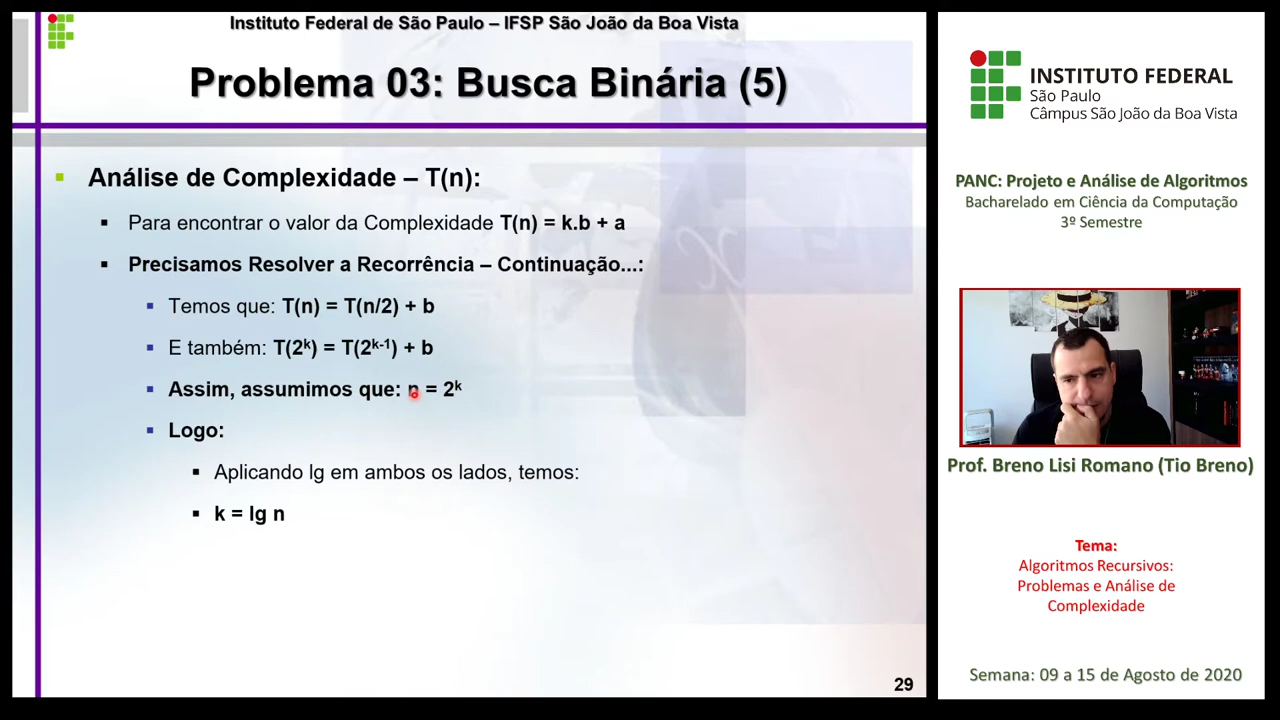 Instituto Federal de São Paulo – IFSP São João da Boa Vista
Problema 03: Busca Binária (5)
Análise de Complexidade – T(n):
Para encontrar o valor da Complexidade T(n) = k.b + a
Precisamos Resolver a Recorrência – Continuação...:
Temos que: T(n) = T(n/2) + b
E também: T(2ᵏ) = T(2ᵏ⁻¹) + b
Assim, assumimos que: n = 2ᵏ
Logo:
Aplicando lg em ambos os lados, temos:
k = lg n
29
INSTITUTO FEDERAL
São Paulo
Câmpus São João da Boa Vista
PANC: Projeto e Análise de Algoritmos
Bacharelado em Ciência da Computação
3º Semestre
Prof. Breno Lisi Romano (Tio Breno)
Tema:
Algoritmos Recursivos:
Problemas e Análise de
Complexidade
Semana: 09 a 15 de Agosto de 2020